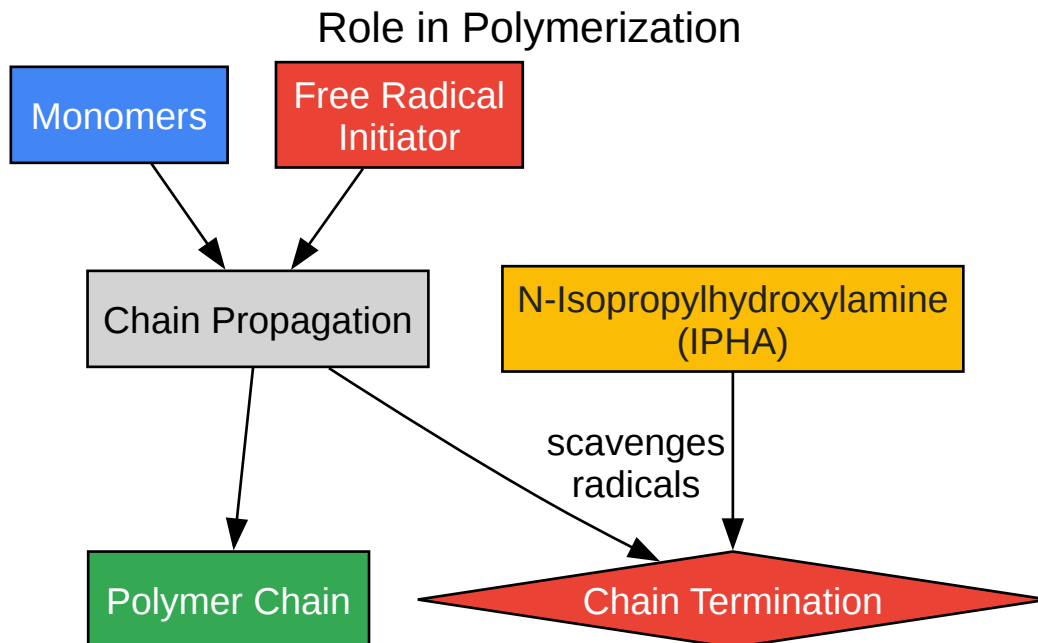 Role in Polymerization
Monomers
Free Radical
Initiator
Chain Propagation
N-Isopropylhydroxylamine
(IPHA)
scavenges
radicals
Polymer Chain
Chain Termination